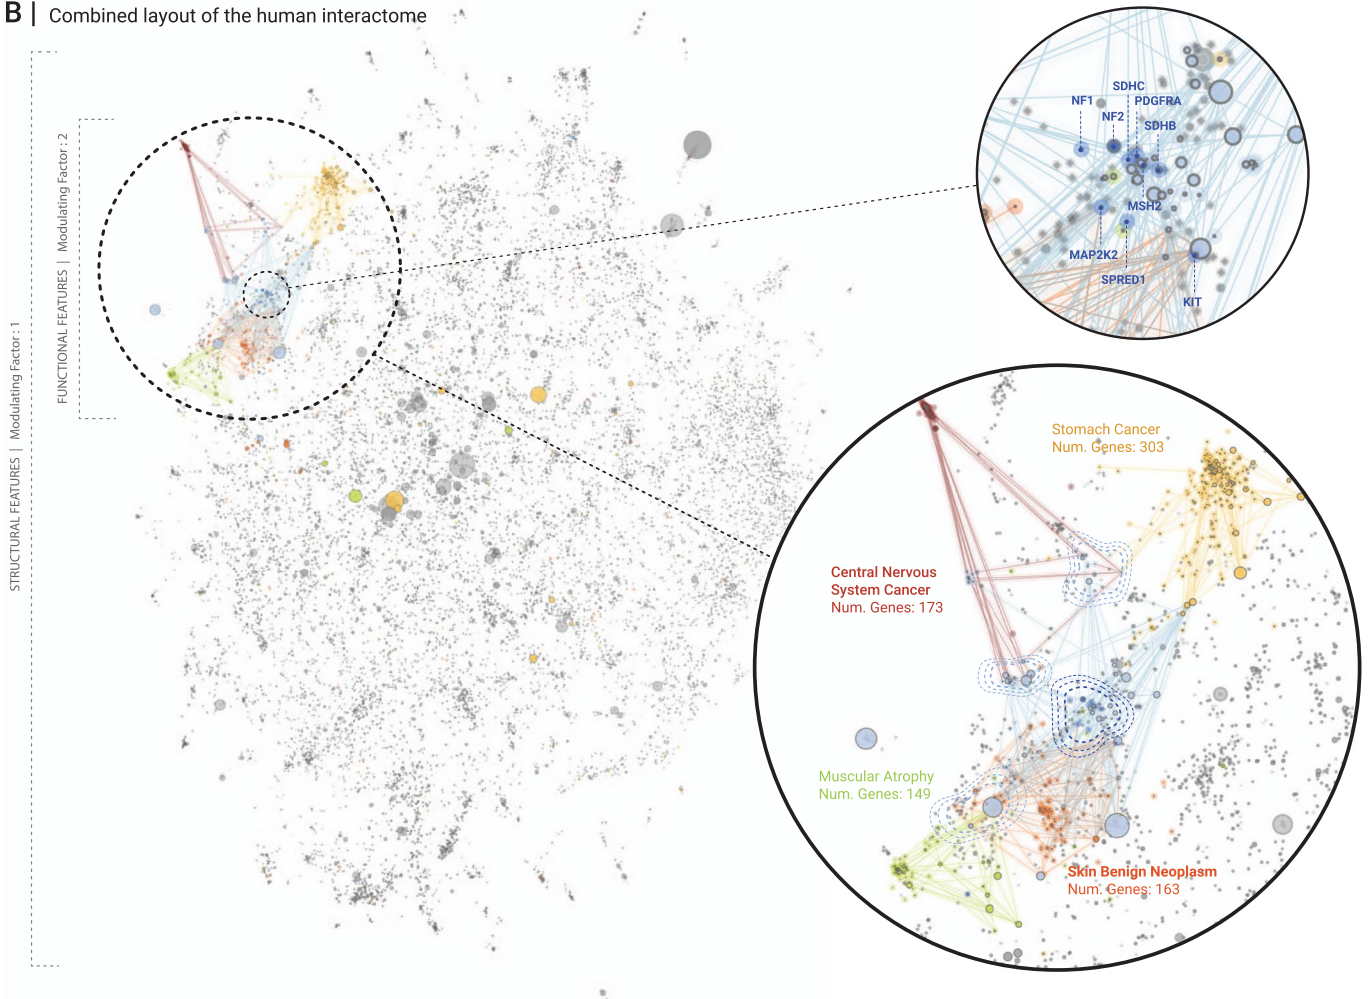 B | Combined layout of the human interactome
STRUCTURAL FEATURES | Modulating Factor : 1
FUNCTIONAL FEATURES | Modulating Factor : 2
SDHC
NF1
PDGFRA
NF2
SDHB
MSH2
MAP2K2
SPRED1
KIT
Stomach Cancer
Num. Genes: 303
Central Nervous
System Cancer
Num. Genes: 173
Muscular Atrophy
Num. Genes: 149
Skin Benign Neoplasm
Num. Genes: 163